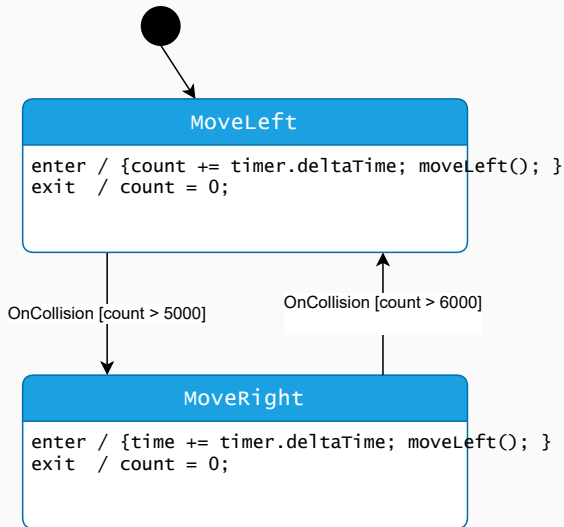 MoveLeft
enter / {count += timer.deltaTime; moveLeft(); }
exit  / count = 0;
OnCollision [count > 5000]
OnCollision [count > 6000]
MoveRight
enter / {time += timer.deltaTime; moveLeft(); }
exit  / count = 0;